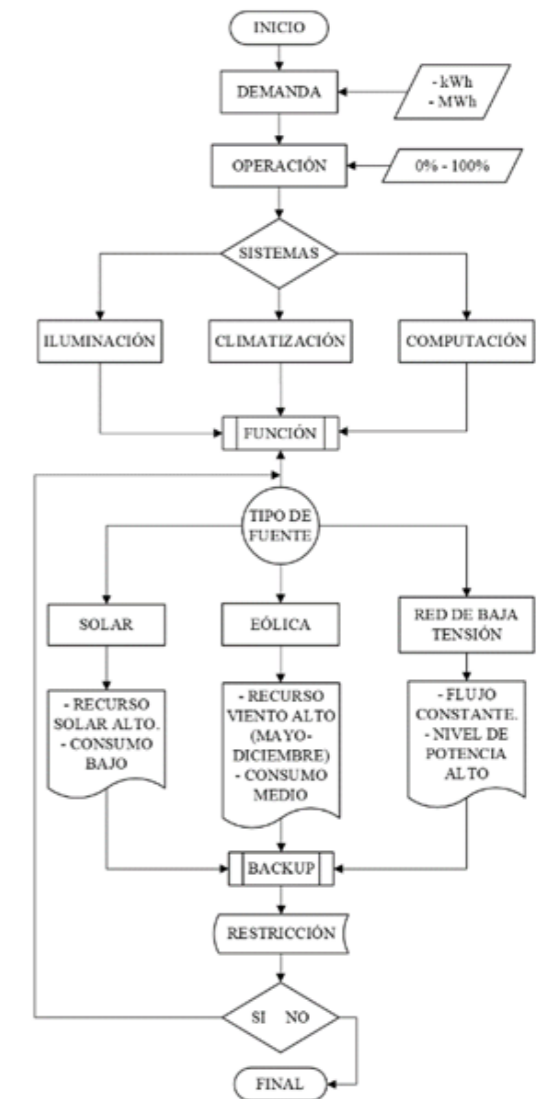 INICIO
DEMANDA
- kWh
- MWh
OPERACIÓN
0% - 100%
SISTEMAS
ILUMINACIÓN
CLIMATIZACIÓN
COMPUTACIÓN
FUNCIÓN
TIPO DE
FUENTE
SOLAR
EÓLICA
RED DE BAJA
TENSIÓN
- RECURSO
SOLAR ALTO.
- CONSUMO
BAJO
- RECURSO
VIENTO ALTO
(MAYO-
DICIEMBRE)
- CONSUMO
MEDIO
- FLUJO
CONSTANTE.
- NIVEL DE
POTENCIA
ALTO
BACKUP
RESTRICCIÓN
SI NO
FINAL